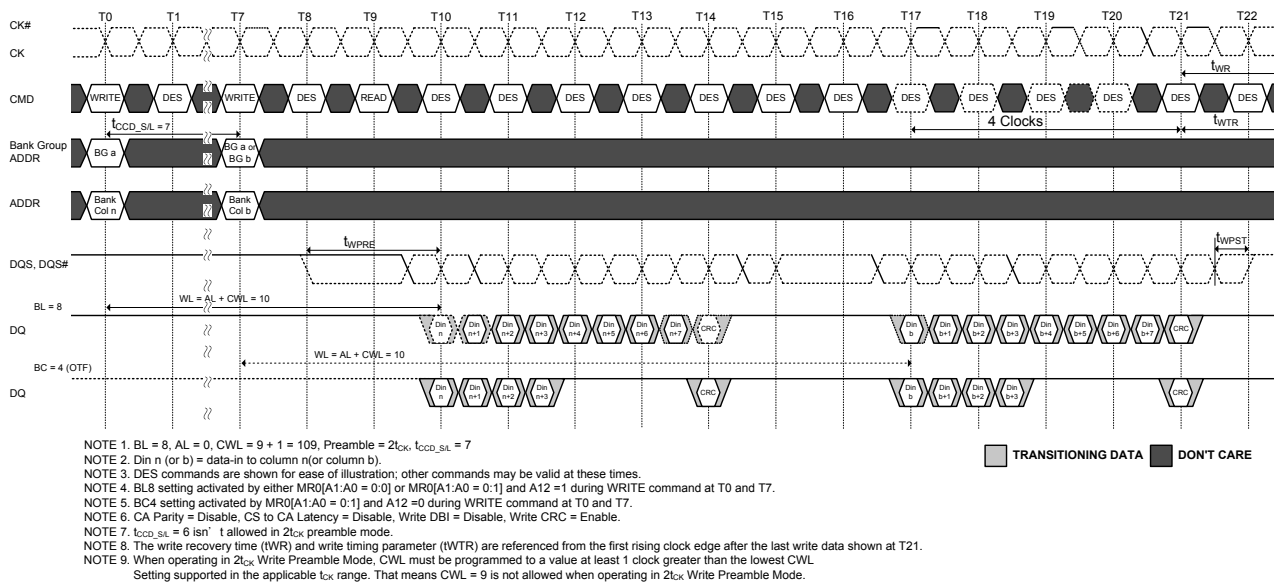 T0 T1 T7 T8 T9 T10 T11 T12 T13 T14 T15 T16 T17 T18 T19 T20 T21 T22
CK#
CK
tWR
CMD WRITE DES WRITE DES READ DES DES DES DES DES DES DES DES DES DES DES DES DES
tCCD_S/L = 7
4 Clocks
tWTR
Bank Group
ADDR
BG a
BG a or
BG b
ADDR
Bank
Col n
Bank
Col b
tWPRE
tWPST
DQS, DQS#
WL = AL + CWL = 10
BL = 8
DQ
Din n Din n+1 Din n+2 Din n+3 Din n+4 Din n+5 Din n+6 Din n+7 CRC Din b Din b+1 Din b+2 Din b+3 Din b+4 Din b+5 Din b+6 Din b+7 CRC
WL = AL + CWL = 10
BC = 4 (OTF)
DQ
Din n Din n+1 Din n+2 Din n+3 CRC Din b Din b+1 Din b+2 Din b+3 CRC
NOTE 1. BL = 8, AL = 0, CWL = 9 + 1 = 109, Preamble = 2tCK, tCCD_S/L = 7
NOTE 2. Din n (or b) = data-in to column n(or column b).
NOTE 3. DES commands are shown for ease of illustration; other commands may be valid at these times.
NOTE 4. BL8 setting activated by either MR0[A1:A0 = 0:0] or MR0[A1:A0 = 0:1] and A12 =1 during WRITE command at T0 and T7.
NOTE 5. BC4 setting activated by MR0[A1:A0 = 0:1] and A12 =0 during WRITE command at T0 and T7.
NOTE 6. CA Parity = Disable, CS to CA Latency = Disable, Write DBI = Disable, Write CRC = Enable.
NOTE 7. tCCD_S/L = 6 isn' t allowed in 2tCK preamble mode.
NOTE 8. The write recovery time (tWR) and write timing parameter (tWTR) are referenced from the first rising clock edge after the last write data shown at T21.
NOTE 9. When operating in 2tCK Write Preamble Mode, CWL must be programmed to a value at least 1 clock greater than the lowest CWL
Setting supported in the applicable tCK range. That means CWL = 9 is not allowed when operating in 2tCK Write Preamble Mode.
TRANSITIONING DATA
DON'T CARE